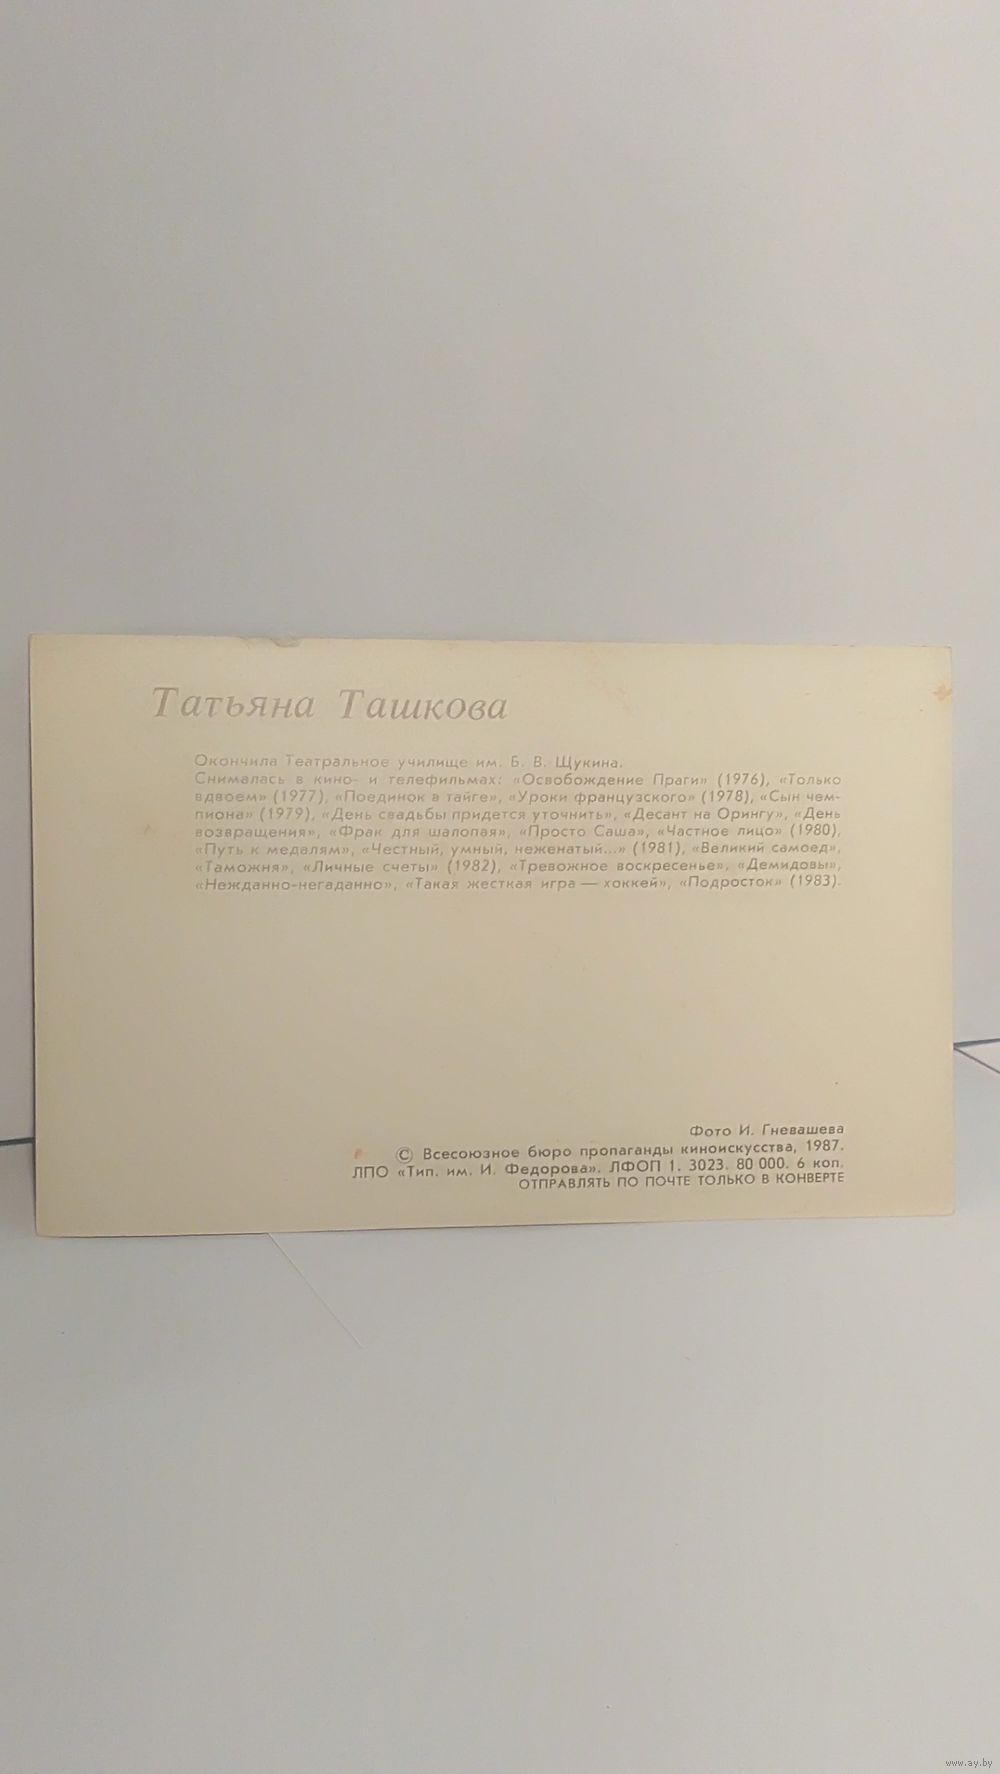 Татьяна Ташкова
Окончила Театральное училище им. Б. В. Щукина.
Снималась в кино- и телефильмах: «Освобождение Праги» (1976), «Только
вдвоем» (1977), «Поединок в тайге», «Уроки французского» (1978), «Сын чем-
пиона» (1979), «День свадьбы придется уточнить», «Десант на Орингу», «День
возвращения», «Фрак для шалопая», «Просто Саша», «Частное лицо» (1980),
«Путь к медалям», «Честный, умный, неженатый...» (1981), «Великий самоед»,
«Таможня», «Личные счеты» (1982), «Тревожное воскресенье», «Демидовы»,
«Нежданно-негаданно», «Такая жесткая игра — хоккей», «Подросток» (1983).
Фото И. Гневашева
© Всесоюзное бюро пропаганды киноискусства, 1987.
ЛПО «Тип. им. И. Федорова». ЛФОП 1. 3023. 80 000. 6 коп.
ОТПРАВЛЯТЬ ПО ПОЧТЕ ТОЛЬКО В КОНВЕРТЕ
www.ay.by